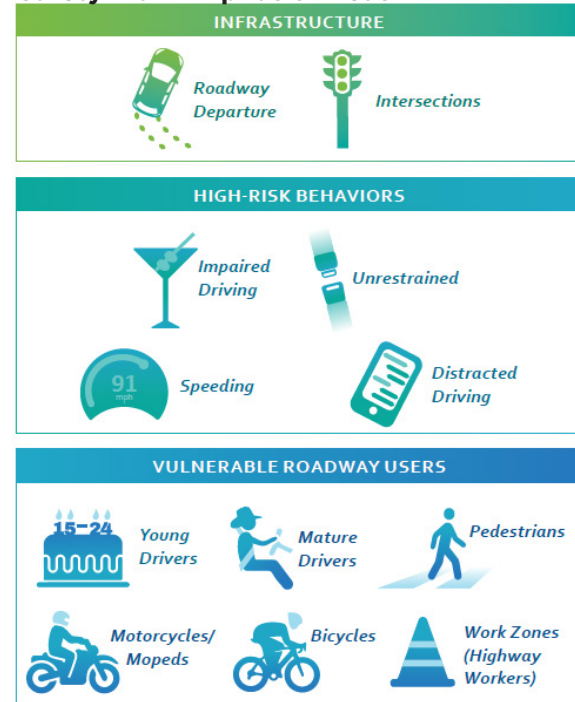 INFRASTRUCTURE
Roadway
Departure
Intersections
HIGH-RISK BEHAVIORS
Impaired
Driving
Unrestrained
91
mph
Speeding
Distracted
Driving
VULNERABLE ROADWAY USERS
15-24
Young
Drivers
Mature
Drivers
Pedestrians
Motorcycles/
Mopeds
Bicycles
Work Zones
(Highway
Workers)